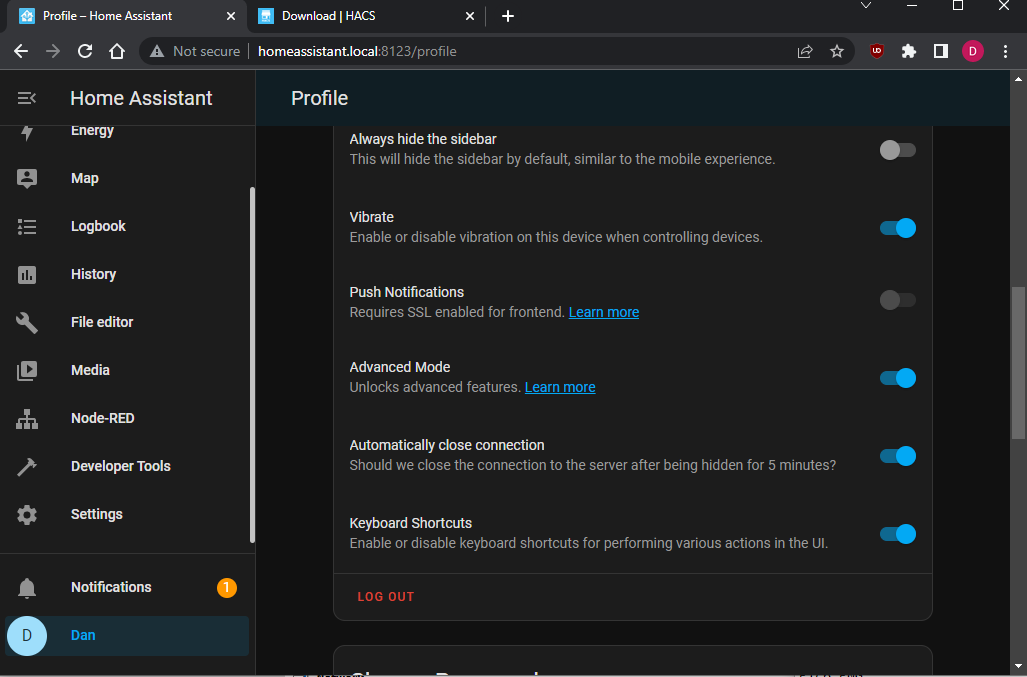 Profile – Home Assistant
Download | HACS
Not secure
homeassistant.local:8123/profile
UD
D
Home Assistant
Profile
Energy
Map
Logbook
History
File editor
Media
Node-RED
Developer Tools
Settings
Notifications
1
D
Dan
Always hide the sidebar
This will hide the sidebar by default, similar to the mobile experience.
Vibrate
Enable or disable vibration on this device when controlling devices.
Push Notifications
Requires SSL enabled for frontend. Learn more
Advanced Mode
Unlocks advanced features. Learn more
Automatically close connection
Should we close the connection to the server after being hidden for 5 minutes?
Keyboard Shortcuts
Enable or disable keyboard shortcuts for performing various actions in the UI.
LOG OUT